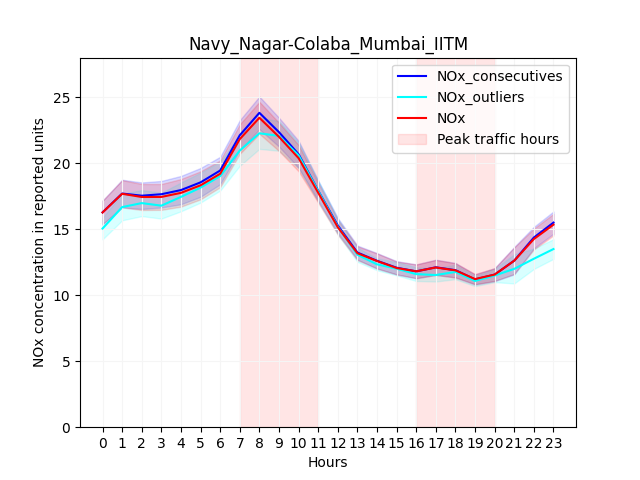 Navy_Nagar-Colaba_Mumbai_IITM
NOx_consecutives
NOx_outliers
NOx
Peak traffic hours
NOx concentration in reported units
25
20
15
10
5
0
0 1 2 3 4 5 6 7 8 9 10 11 12 13 14 15 16 17 18 19 20 21 22 23
Hours